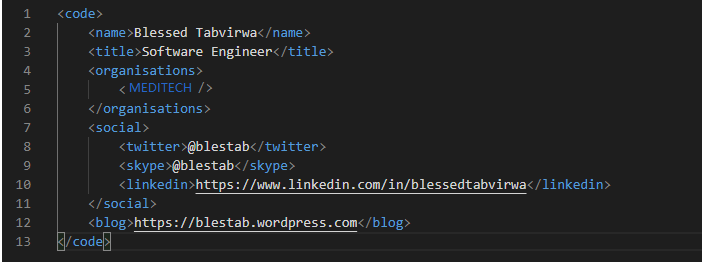 1 <code>
2 <name>Blessed Tabvirwa</name>
3 <title>Software Engineer</title>
4 <organisations>
5 < MEDITECH />
6 </organisations>
7 <social>
8 <twitter>@blestab</twitter>
9 <skype>@blestab</skype>
10 <linkedin>https://www.linkedin.com/in/blessedtabvirwa</linkedin>
11 </social>
12 <blog>https://blestab.wordpress.com</blog>
13 </code>